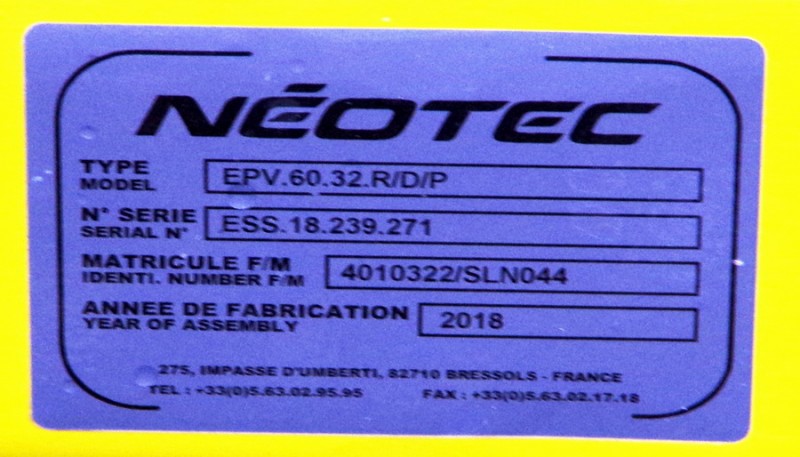 NÉOTEC
TYPE
MODEL
EPV.60.32.R/D/P
N° SERIE
SERIAL N°
ESS.18.239.271
MATRICULE F/M
IDENTI. NUMBER F/M
4010322/SLN044
ANNEE DE FABRICATION
YEAR OF ASSEMBLY
2018
275, IMPASSE D'UMBERTI, 82710 BRESSOLS - FRANCE
TEL : +33(0)5.63.02.95.95 FAX : +33(0)5.63.02.17.18